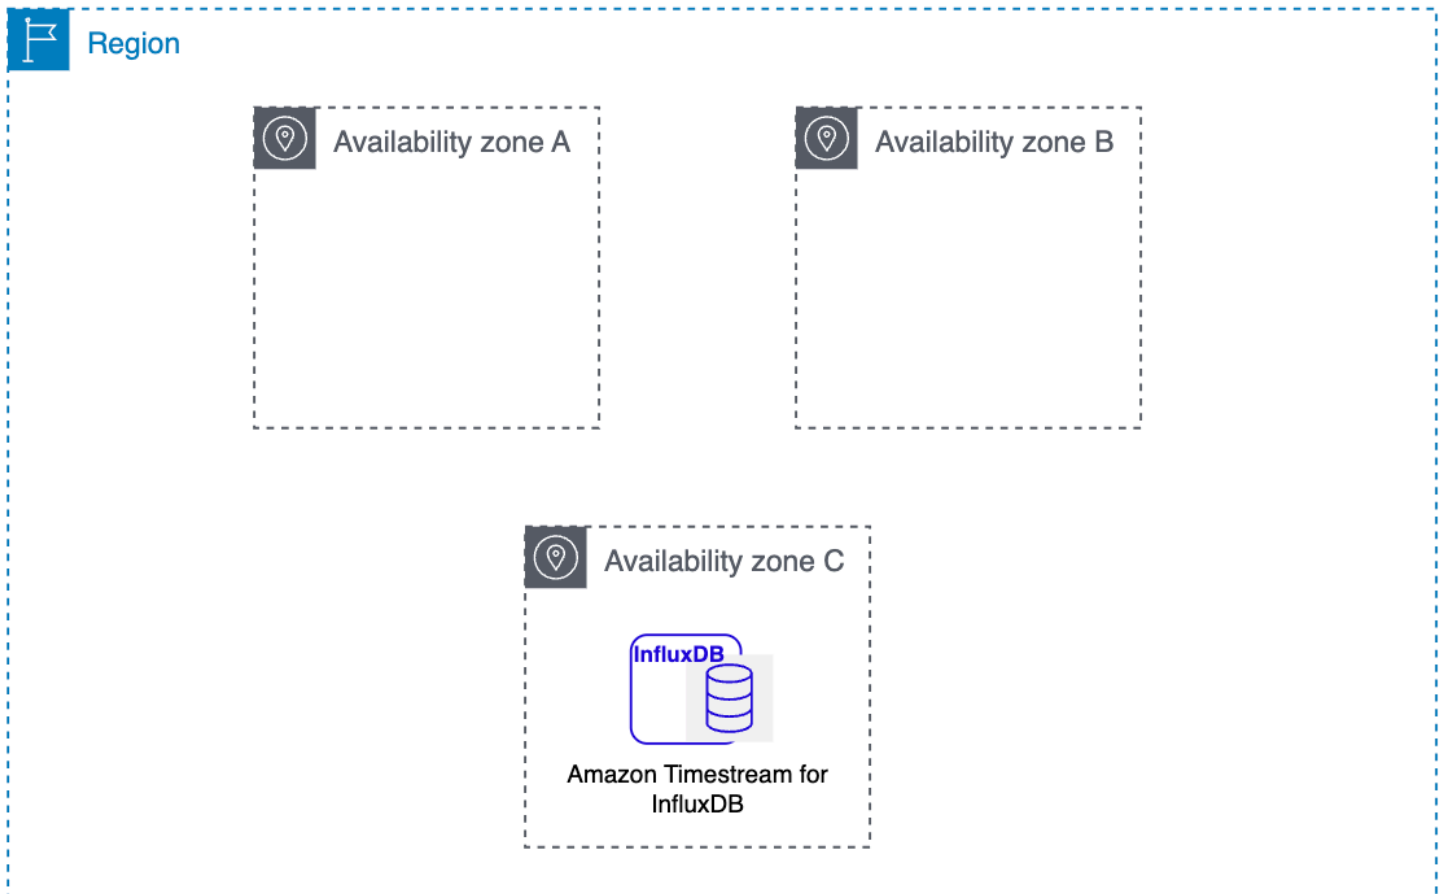 Region
Availability zone A
Availability zone B
Availability zone C
InfluxDB
Amazon Timestream for
InfluxDB